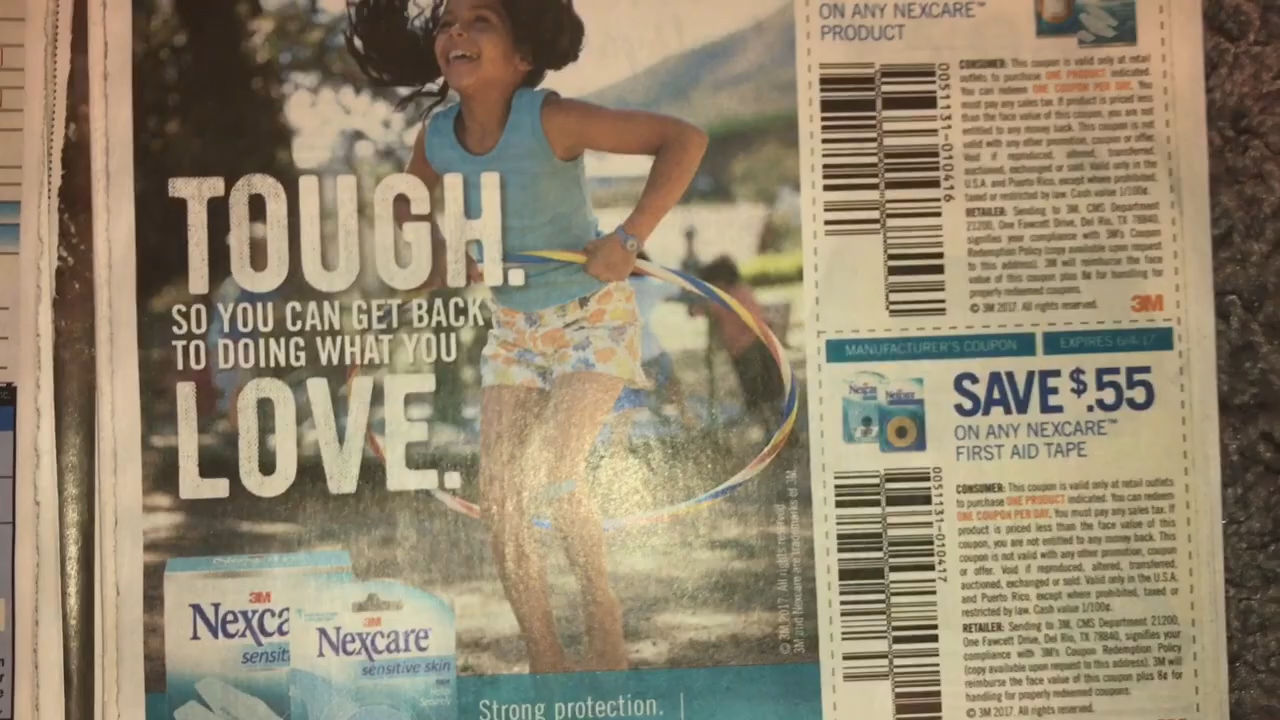 TOUGH.
SO YOU CAN GET BACK
TO DOING WHAT YOU
LOVE.
3M
Nexca
sensit
3M
Nexcare™
sensitive skin
Strong protection.
© 3M 2017. All rights reserved.
3M and Nexcare are trademarks of 3M.
ON ANY NEXCARE™
PRODUCT
005131-010416
CONSUMER: This coupon is valid only at retail
outlets to purchase ONE PRODUCT indicated.
You can redeem ONE COUPON PER DAY. You
must pay any sales tax. If product is priced less
than the face value of this coupon, you are not
entitled to any money back. This coupon is not
valid with any other promotion, coupon or offer.
Void if reproduced, altered, transferred,
auctioned, exchanged or sold. Valid only in the
U.S.A. and Puerto Rico, except where prohibited,
taxed or restricted by law. Cash value 1/100¢.
RETAILER: Sending to 3M, CMS Department
21200, One Fawcett Drive, Del Rio, TX 78840,
signifies your compliance with 3M's Coupon
Redemption Policy (copy available upon request
to this address). 3M will reimburse the face
value of this coupon plus 8¢ for handling for
properly redeemed coupons.
© 3M 2017. All rights reserved.
3M
MANUFACTURER'S COUPON
EXPIRES 6/4/17
SAVE $.55
ON ANY NEXCARE™
FIRST AID TAPE
005131-010417
CONSUMER: This coupon is valid only at retail outlets
to purchase ONE PRODUCT indicated. You can redeem
ONE COUPON PER DAY. You must pay any sales tax. If
product is priced less than the face value of this
coupon, you are not entitled to any money back. This
coupon is not valid with any other promotion, coupon
or offer. Void if reproduced, altered, transferred,
auctioned, exchanged or sold. Valid only in the U.S.A.
and Puerto Rico, except where prohibited, taxed or
restricted by law. Cash value 1/100¢.
RETAILER: Sending to 3M, CMS Department 21200,
One Fawcett Drive, Del Rio, TX 78840, signifies your
compliance with 3M's Coupon Redemption Policy
(copy available upon request to this address). 3M will
reimburse the face value of this coupon plus 8¢ for
handling for properly redeemed coupons.
© 3M 2017. All rights reserved.